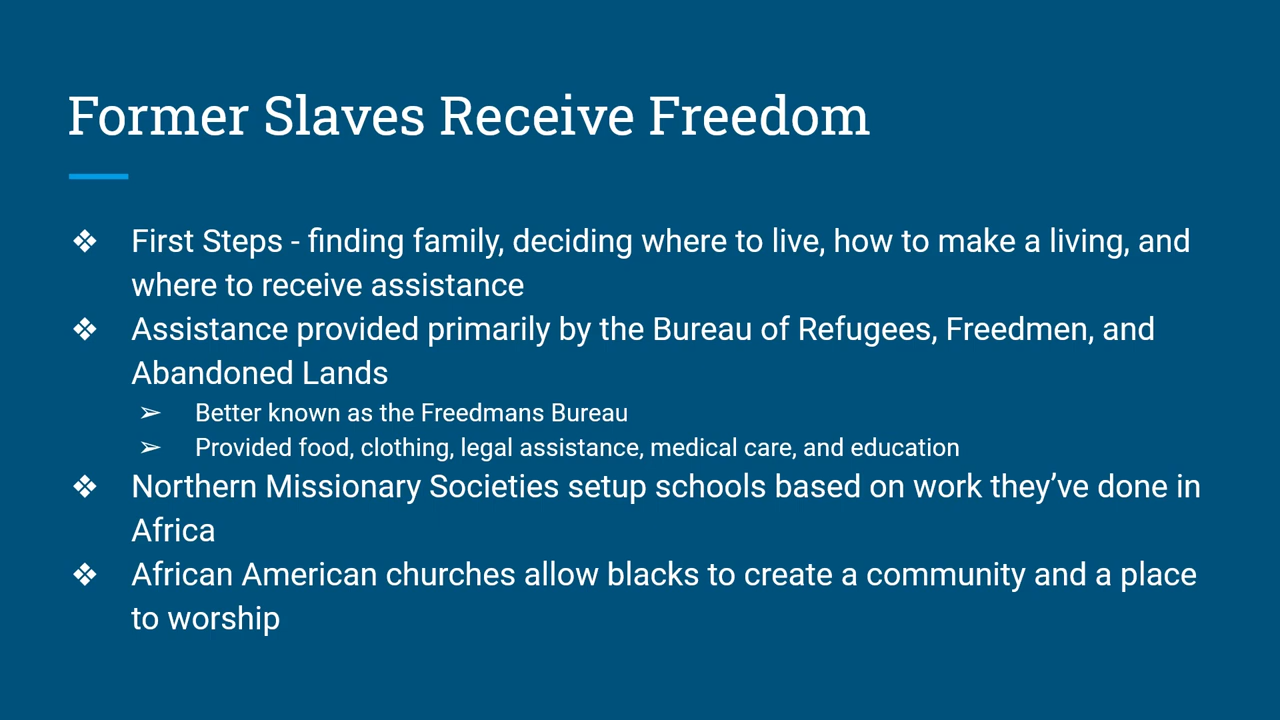 Former Slaves Receive Freedom
❖ First Steps - finding family, deciding where to live, how to make a living, and
where to receive assistance
❖ Assistance provided primarily by the Bureau of Refugees, Freedmen, and
Abandoned Lands
➢ Better known as the Freedmans Bureau
➢ Provided food, clothing, legal assistance, medical care, and education
❖ Northern Missionary Societies setup schools based on work they’ve done in
Africa
❖ African American churches allow blacks to create a community and a place
to worship